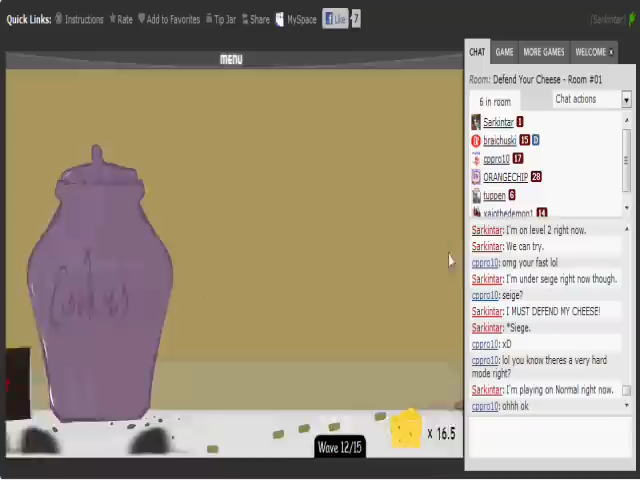 Quick Links: Instructions Rate Add to Favorites Tip Jar Share MySpace Like 7
[Sarkintar]
MENU
CHAT GAME MORE GAMES WELCOME x
Room: Defend Your Cheese - Room #01
6 in room
Chat actions
Sarkintar 1
braichuski 15 D
cppro10 17
ORANGECHIP 28
tuppen 6
xainthedemon1 14
Sarkintar: I'm on level 2 right now.
Sarkintar: We can try.
cppro10: omg your fast lol
Sarkintar: I'm under seige right now though.
cppro10: seige?
Sarkintar: I MUST DEFEND MY CHEESE!
Sarkintar: *Siege.
cppro10: xD
cppro10: lol you know theres a very hard
mode right?
Sarkintar: I'm playing on Normal right now.
cppro10: ohhh ok
x 16.5
Wave 12/15